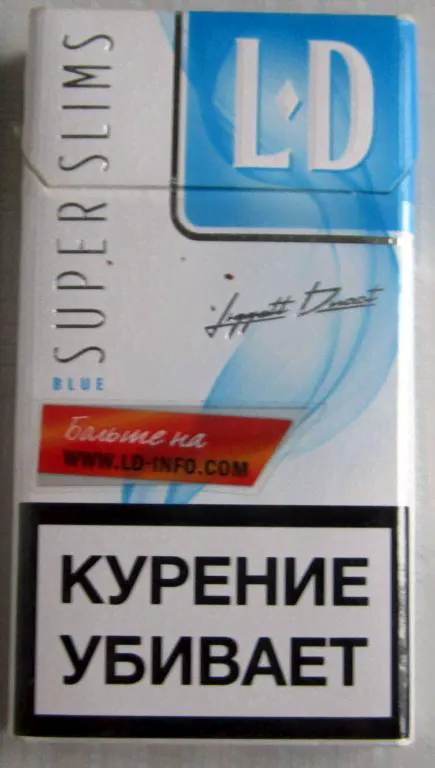 L·D
SUPER SLIMS
BLUE
Liggett Ducat
Больше на
WWW.LD-INFO.COM
КУРЕНИЕ
УБИВАЕТ